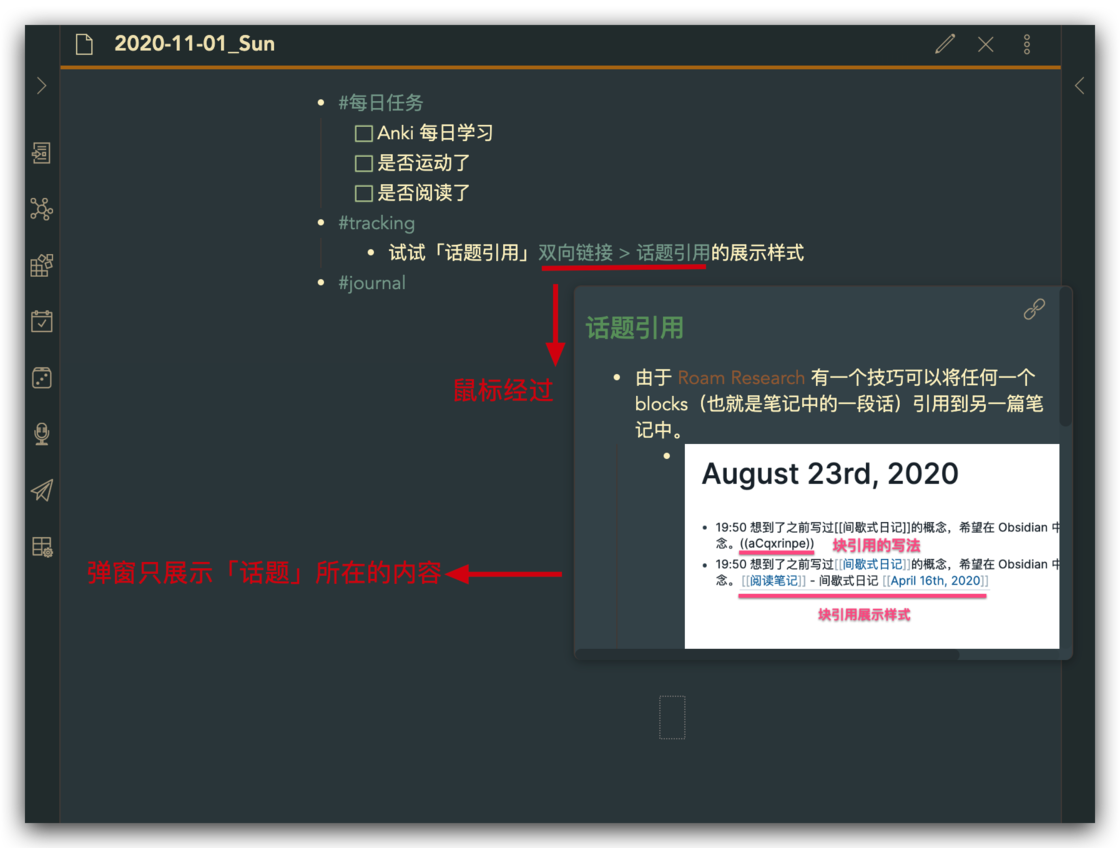 2020-11-01_Sun
#每日任务
Anki 每日学习
是否运动了
是否阅读了
#tracking
试试「话题引用」双向链接 > 话题引用的展示样式
#journal
鼠标经过
话题引用
由于 Roam Research 有一个技巧可以将任何一个
blocks（也就是笔记中的一段话）引用到另一篇笔
记中。
August 23rd, 2020
19:50 想到了之前写过[[间歇式日记]]的概念，希望在 Obsidian 中
念。((aCqxrinpe))
块引用的写法
19:50 想到了之前写过[[间歇式日记]]的概念，希望在 Obsidian 中
念。[[阅读笔记]] - 间歇式日记 [[April 16th, 2020]]
块引用展示样式
弹窗只展示「话题」所在的内容